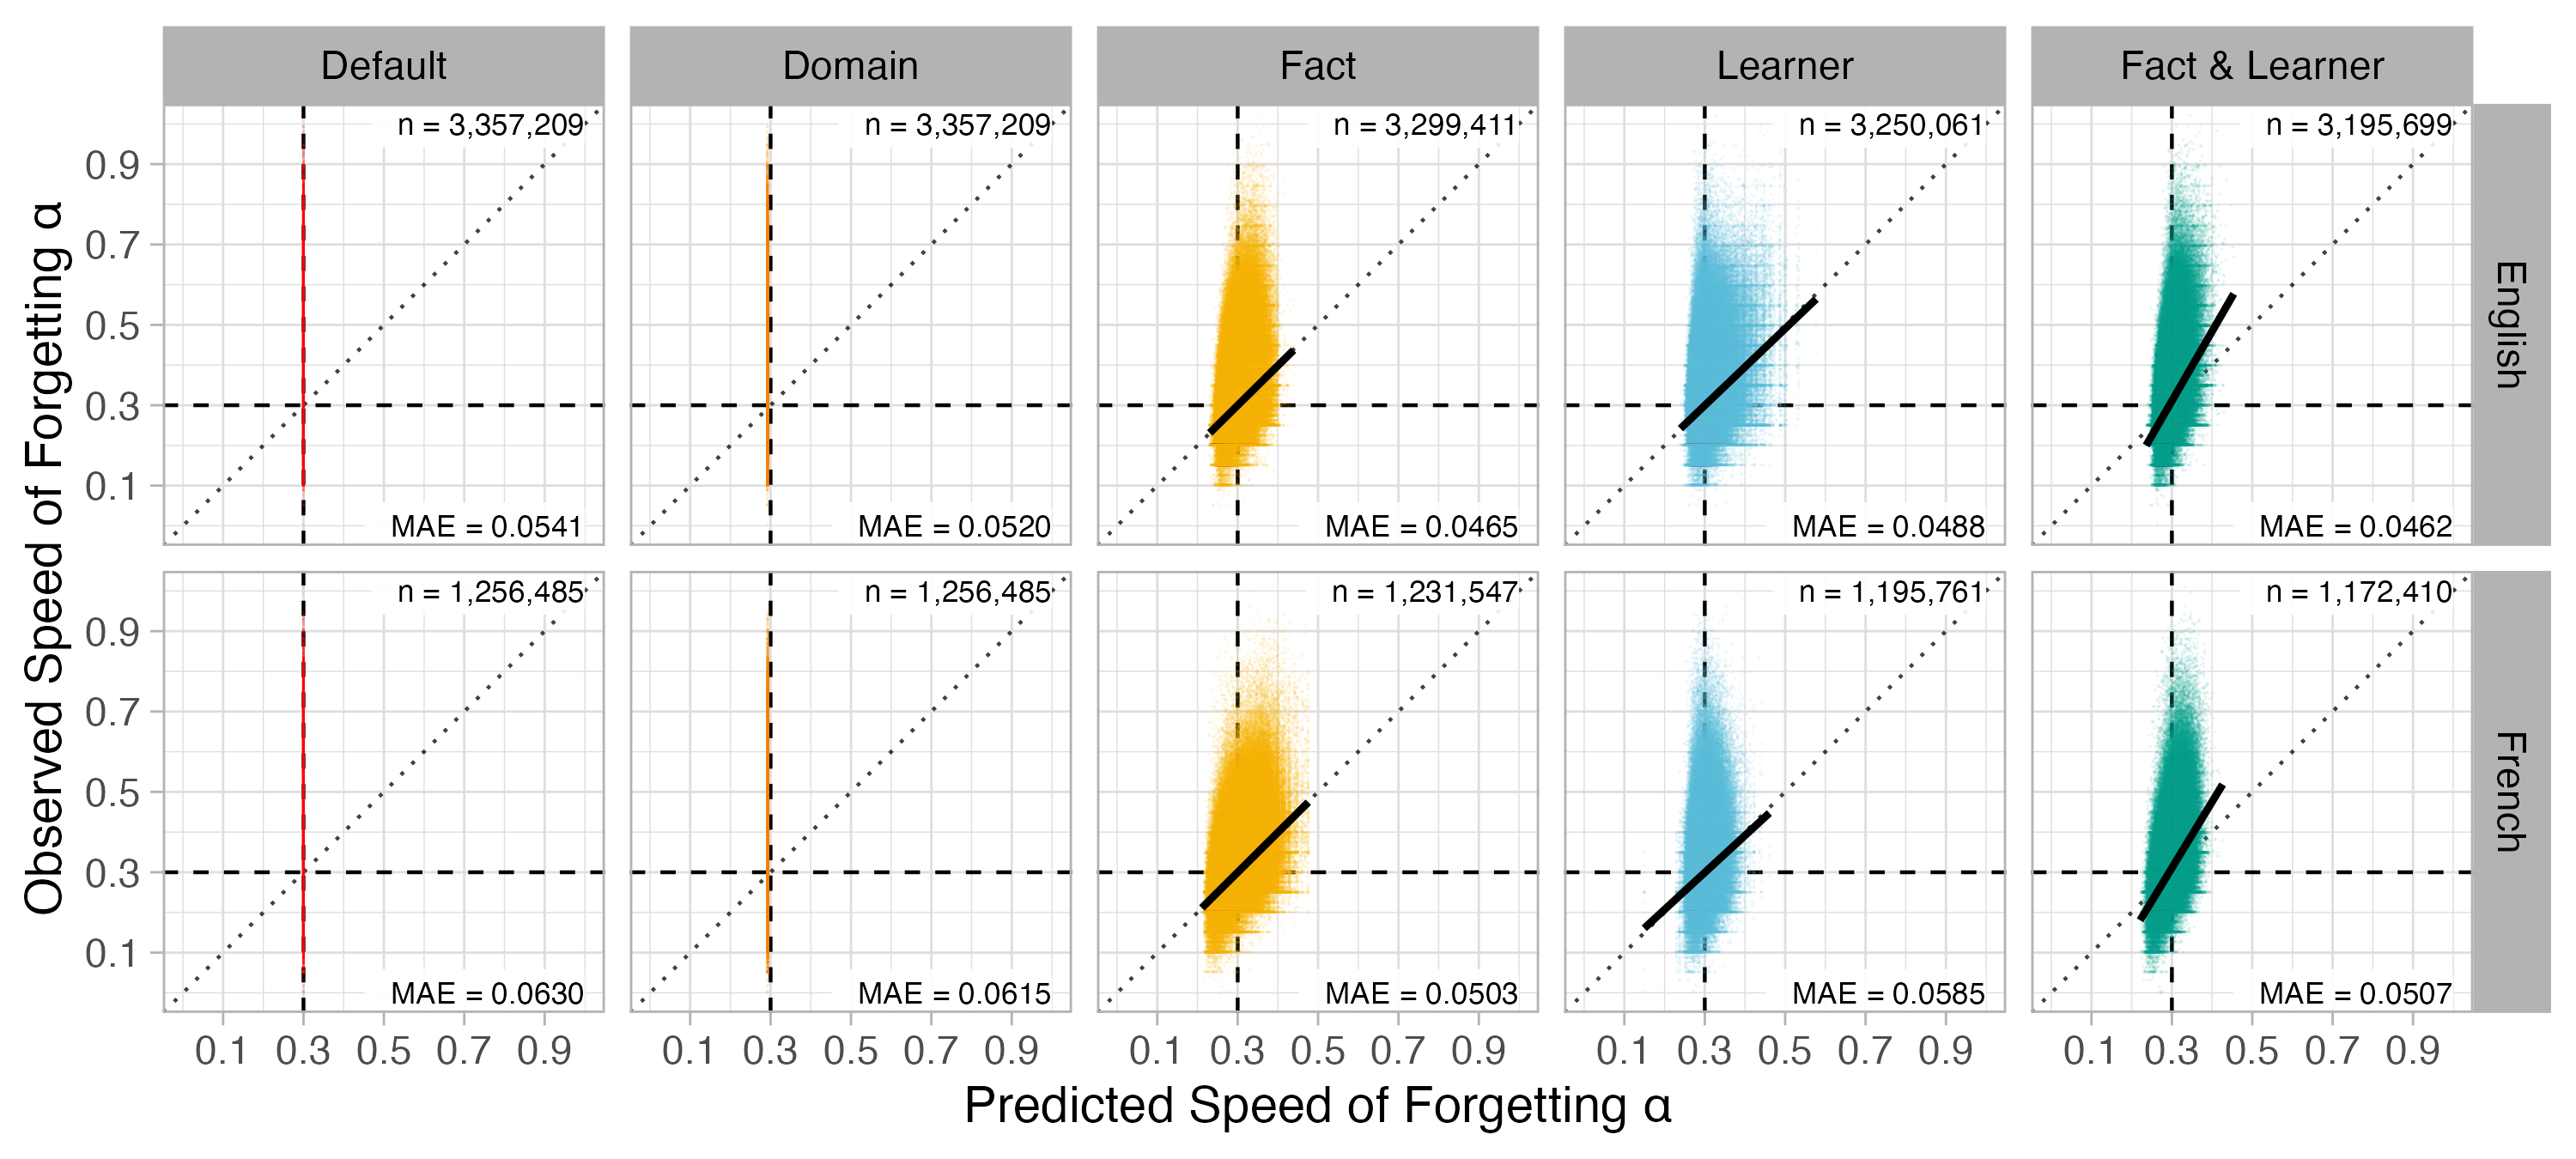 Default
Domain
Fact
Learner
Fact & Learner
Observed Speed of Forgetting α
0.9
0.7
0.5
0.3
0.1
n = 3,357,209
MAE = 0.0541
n = 3,357,209
MAE = 0.0520
n = 3,299,411
MAE = 0.0465
n = 3,250,061
MAE = 0.0488
n = 3,195,699
MAE = 0.0462
English
0.9
0.7
0.5
0.3
0.1
n = 1,256,485
MAE = 0.0630
n = 1,256,485
MAE = 0.0615
n = 1,231,547
MAE = 0.0503
n = 1,195,761
MAE = 0.0585
n = 1,172,410
MAE = 0.0507
French
0.1 0.3 0.5 0.7 0.9
0.1 0.3 0.5 0.7 0.9
0.1 0.3 0.5 0.7 0.9
0.1 0.3 0.5 0.7 0.9
0.1 0.3 0.5 0.7 0.9
Predicted Speed of Forgetting α